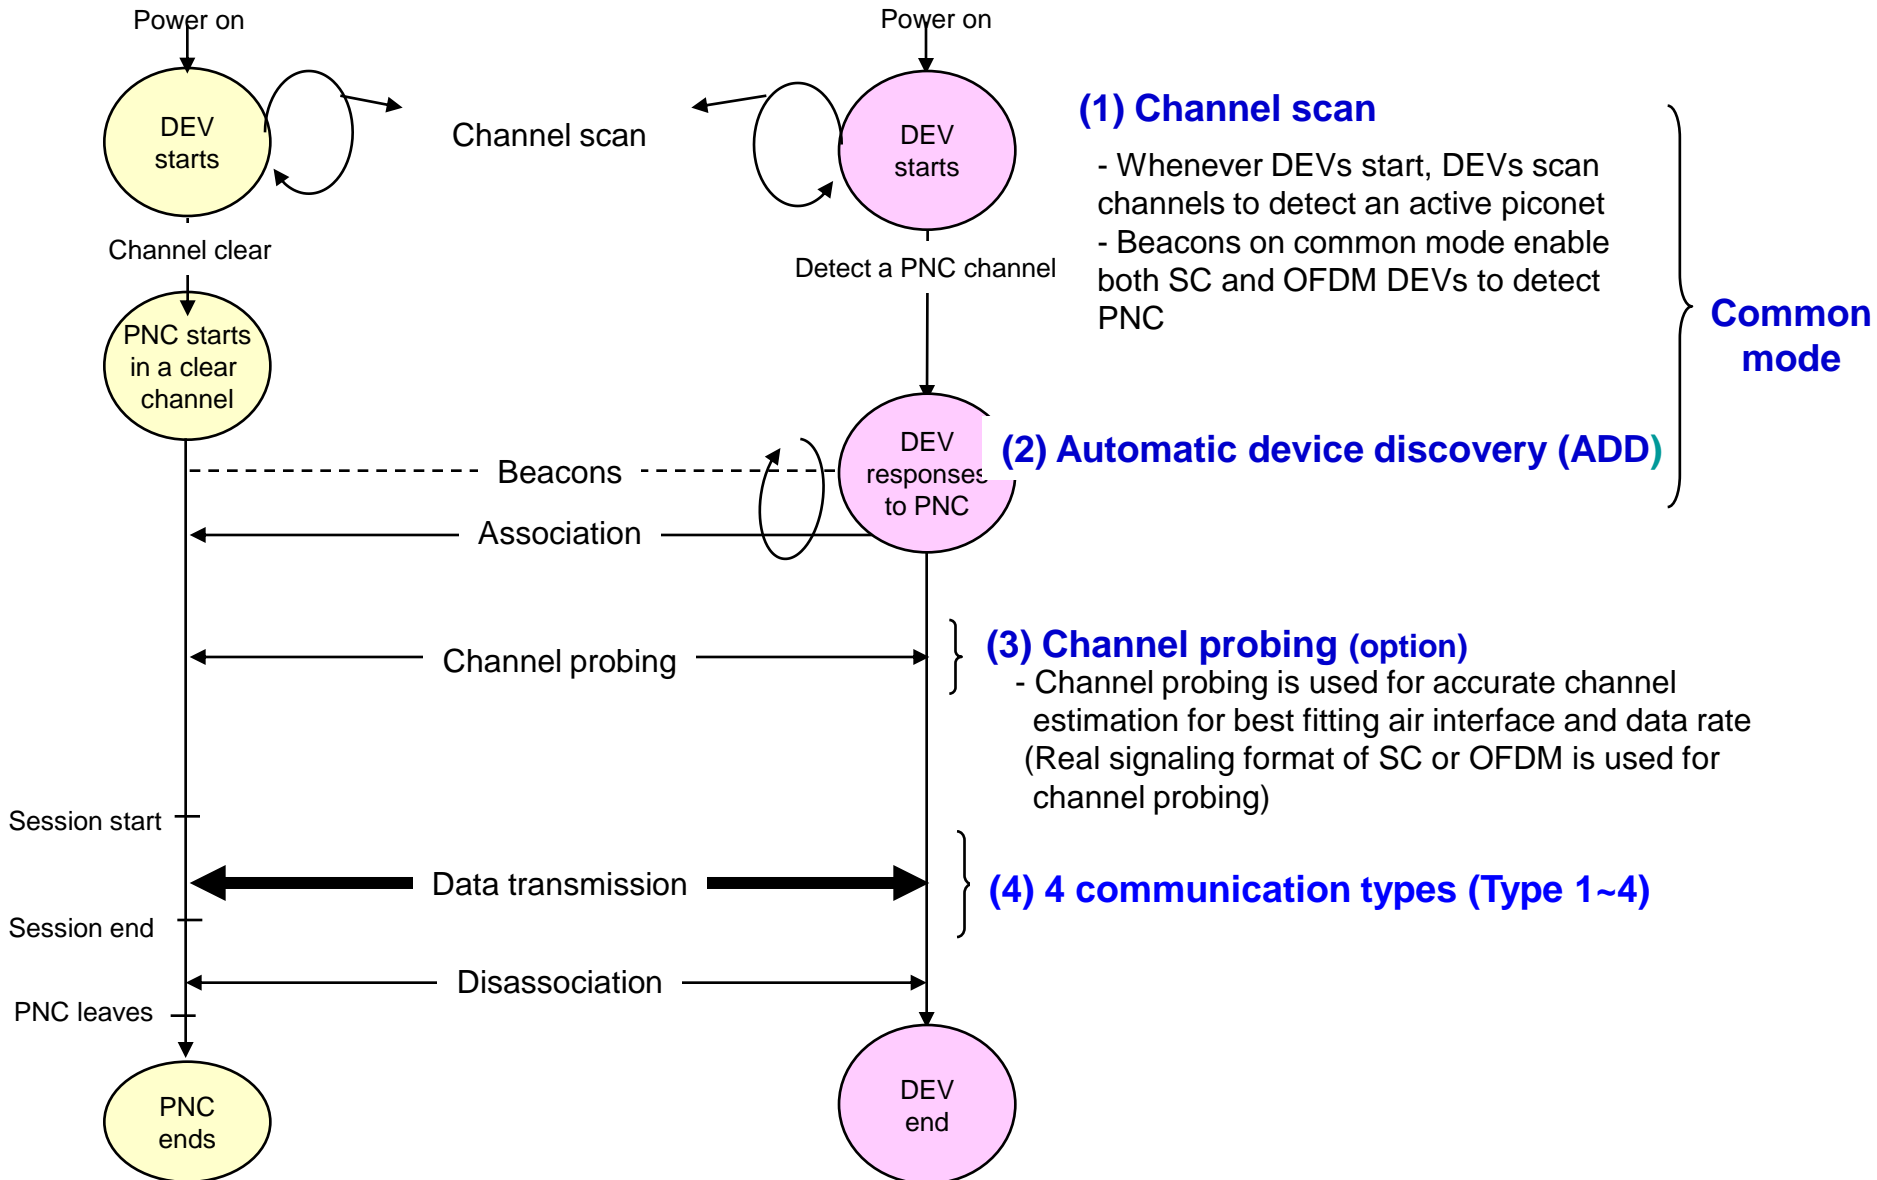 Power on
Power on
DEV
starts
Channel scan
DEV
starts
(1) Channel scan
- Whenever DEVs start, DEVs scan
channels to detect an active piconet
- Beacons on common mode enable
both SC and OFDM DEVs to detect
PNC
Common
mode
Channel clear
Detect a PNC channel
PNC starts
in a clear
channel
DEV
responses
to PNC
(2) Automatic device discovery (ADD)
Beacons
Association
Channel probing
(3) Channel probing (option)
- Channel probing is used for accurate channel
estimation for best fitting air interface and data rate
(Real signaling format of SC or OFDM is used for
channel probing)
Session start
Data transmission
(4) 4 communication types (Type 1~4)
Session end
Disassociation
PNC leaves
PNC
ends
DEV
end